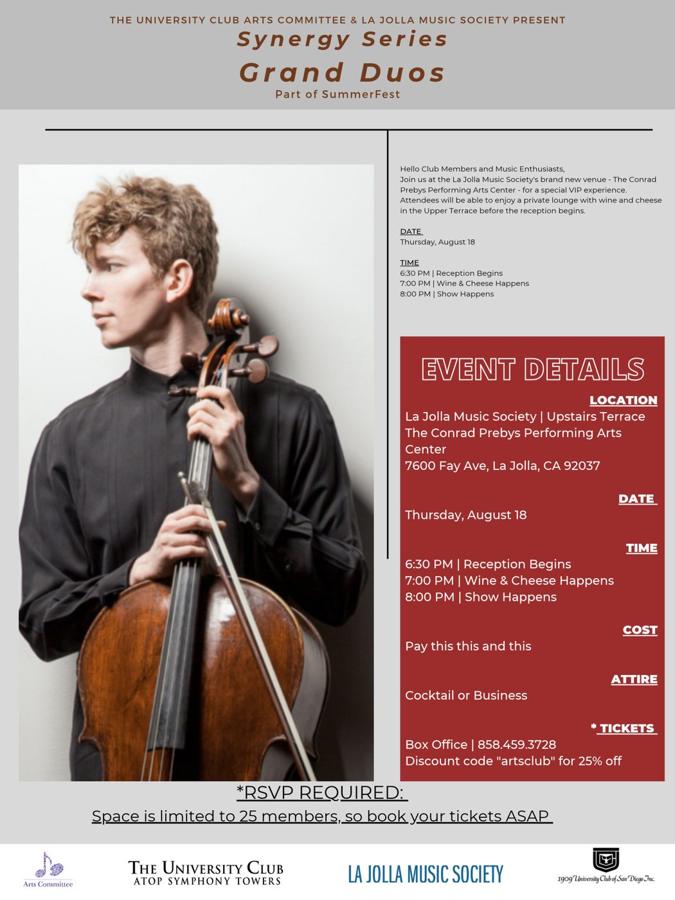 THE UNIVERSITY CLUB ARTS COMMITTEE & LA JOLLA MUSIC SOCIETY PRESENT
Synergy Series
Grand Duos
Part of SummerFest
Hello Club Members and Music Enthusiasts,
Join us at the La Jolla Music Society's brand new venue - The Conrad
Prebys Performing Arts Center - for a special VIP experience.
Attendees will be able to enjoy a private lounge with wine and cheese
in the Upper Terrace before the reception begins.
DATE
Thursday, August 18
TIME
6:30 PM | Reception Begins
7:00 PM | Wine & Cheese Happens
8:00 PM | Show Happens
EVENT DETAILS
LOCATION
La Jolla Music Society | Upstairs Terrace
The Conrad Prebys Performing Arts
Center
7600 Fay Ave, La Jolla, CA 92037
DATE
Thursday, August 18
TIME
6:30 PM | Reception Begins
7:00 PM | Wine & Cheese Happens
8:00 PM | Show Happens
COST
Pay this this and this
ATTIRE
Cocktail or Business
* TICKETS
Box Office | 858.459.3728
Discount code "artsclub" for 25% off
*RSVP REQUIRED:
Space is limited to 25 members, so book your tickets ASAP
Arts Committee
THE UNIVERSITY CLUB
ATOP SYMPHONY TOWERS
LA JOLLA MUSIC SOCIETY
1909 University Club of San Diego Inc.